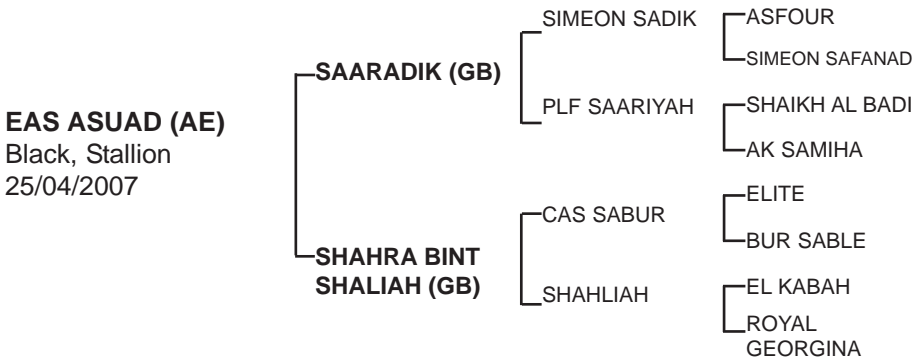 EAS ASUAD (AE)
Black, Stallion
25/04/2007
SAARADIK (GB)
SHAHRA BINT
SHALIAH (GB)
SIMEON SADIK
PLF SAARIYAH
CAS SABUR
SHAHLIAH
ASFOUR
SIMEON SAFANAD
SHAIKH AL BADI
AK SAMIHA
ELITE
BUR SABLE
EL KABAH
ROYAL
GEORGINA